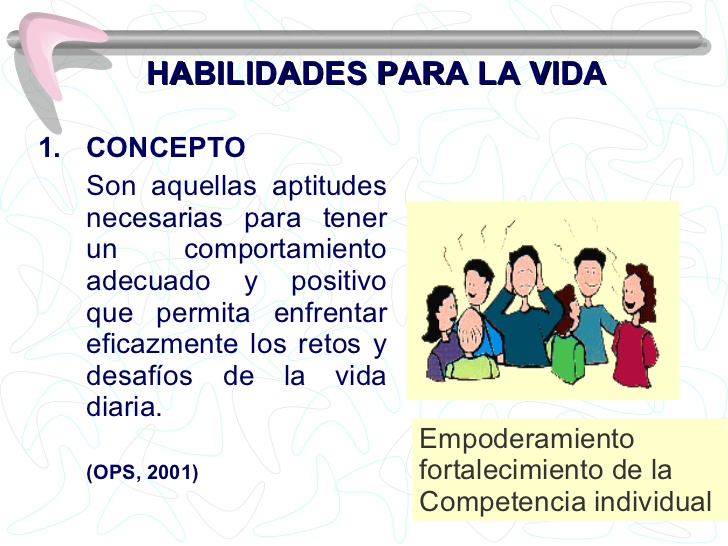 HABILIDADES PARA LA VIDA
1. CONCEPTO
Son aquellas aptitudes
necesarias para tener
un comportamiento
adecuado y positivo
que permita enfrentar
eficazmente los retos y
desafíos de la vida
diaria.
(OPS, 2001)
Empoderamiento
fortalecimiento de la
Competencia individual